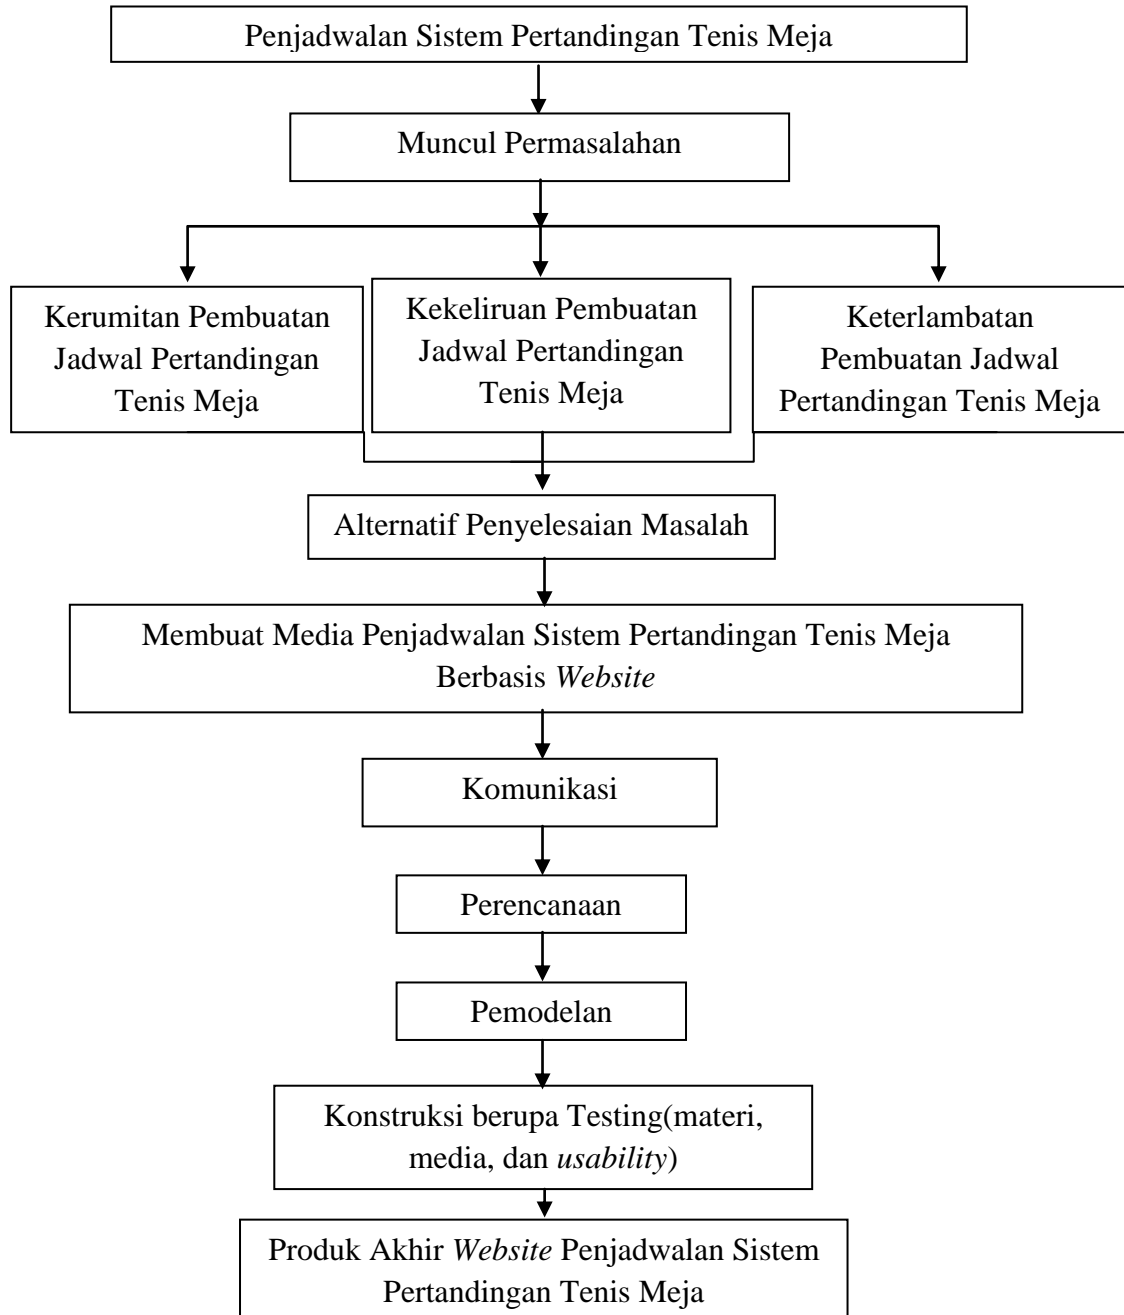 Penjadwalan Sistem Pertandingan Tenis Meja
Muncul Permasalahan
Kerumitan Pembuatan
Jadwal Pertandingan
Tenis Meja
Kekeliruan Pembuatan
Jadwal Pertandingan
Tenis Meja
Keterlambatan
Pembuatan Jadwal
Pertandingan Tenis Meja
Alternatif Penyelesaian Masalah
Membuat Media Penjadwalan Sistem Pertandingan Tenis Meja
Berbasis Website
Komunikasi
Perencanaan
Pemodelan
Konstruksi berupa Testing(materi,
media, dan usability)
Produk Akhir Website Penjadwalan Sistem
Pertandingan Tenis Meja